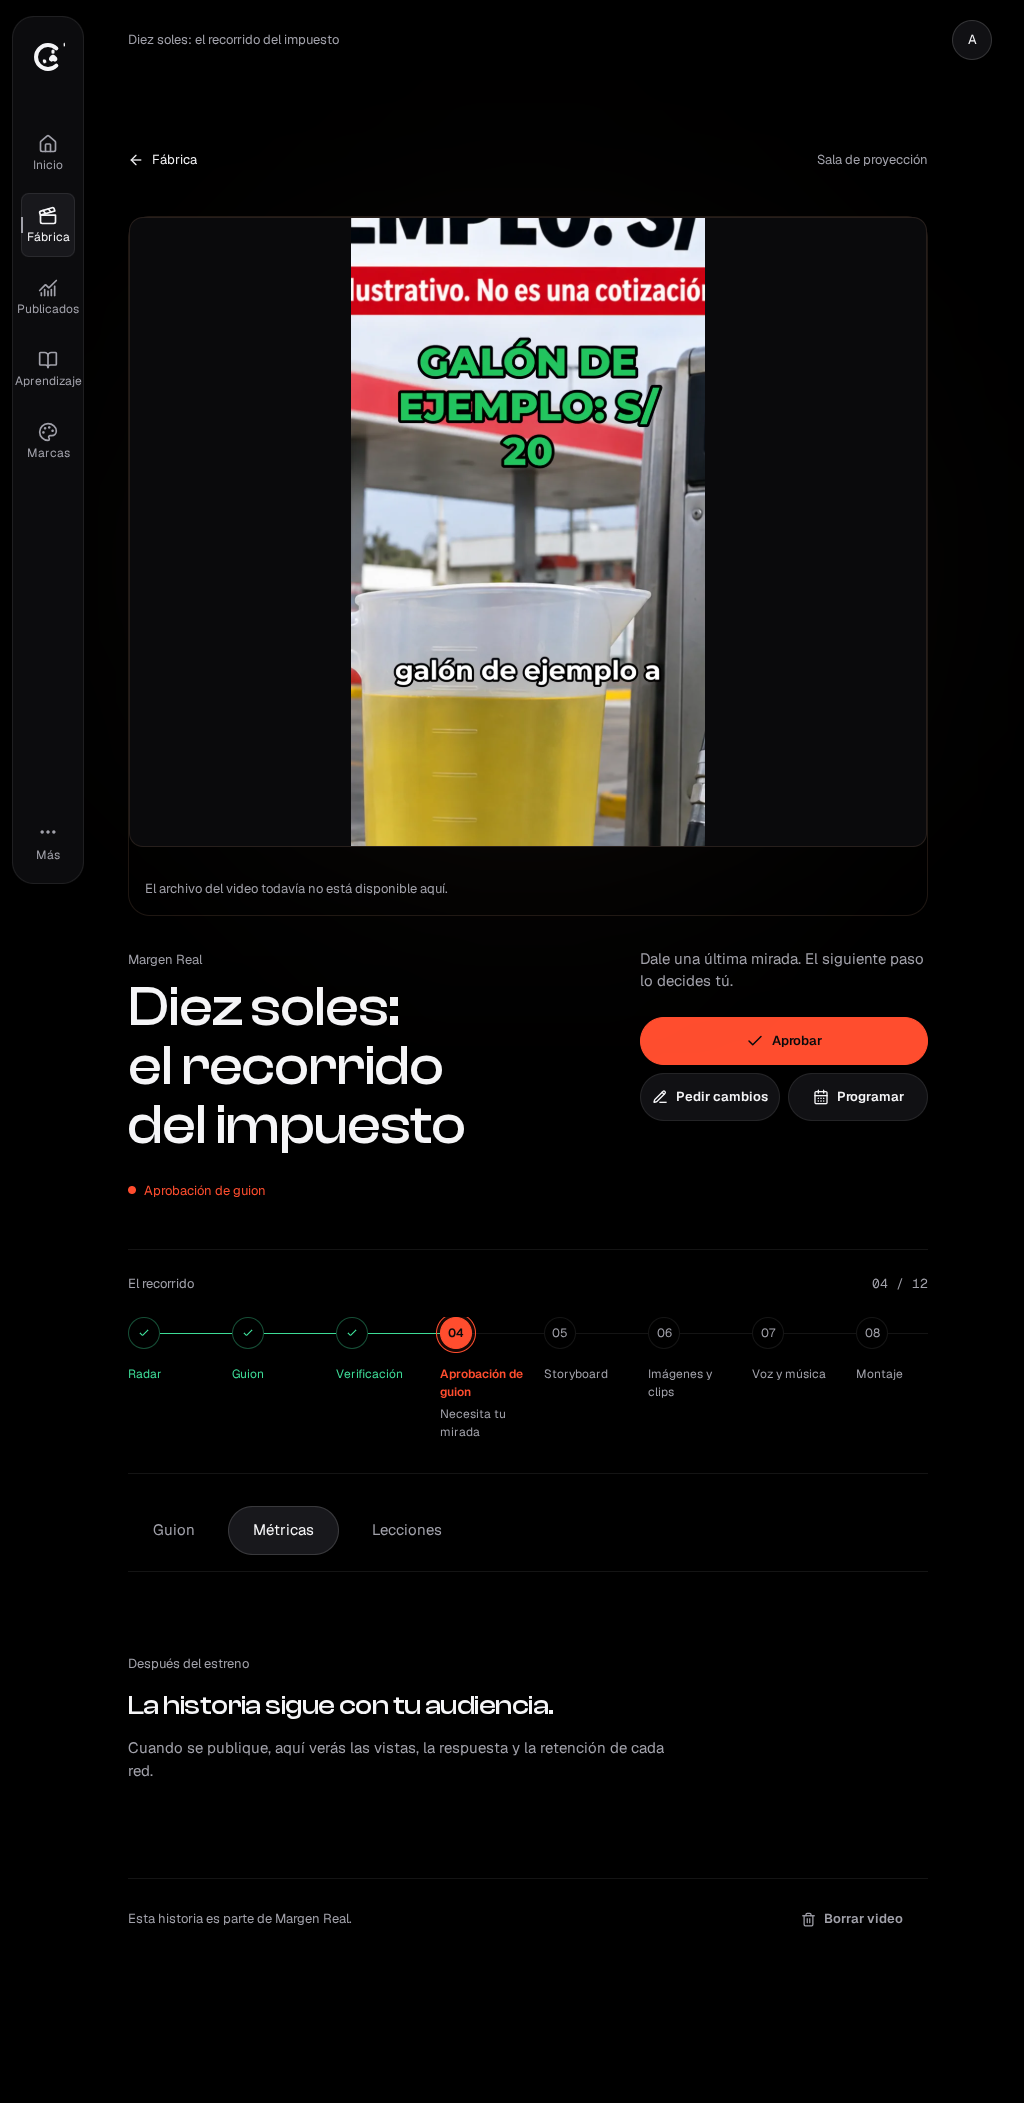 Diez soles: el recorrido del impuesto
A
Inicio
Fábrica
Publicados
Aprendizaje
Marcas
Más
Fábrica
Sala de proyección
EMPLO: S/
lustrativo. No es una cotización
GALÓN DE
EJEMPLO: S/
20
galón de ejemplo a
El archivo del video todavía no está disponible aquí.
Margen Real
Diez soles:
el recorrido
del impuesto
Aprobación de guion
Dale una última mirada. El siguiente paso
lo decides tú.
Aprobar
Pedir cambios
Programar
El recorrido
04 / 12
04
05
06
07
08
Radar
Guion
Verificación
Aprobación de
guion
Necesita tu
mirada
Storyboard
Imágenes y
clips
Voz y música
Montaje
Guion
Métricas
Lecciones
Después del estreno
La historia sigue con tu audiencia.
Cuando se publique, aquí verás las vistas, la respuesta y la retención de cada
red.
Esta historia es parte de Margen Real.
Borrar video